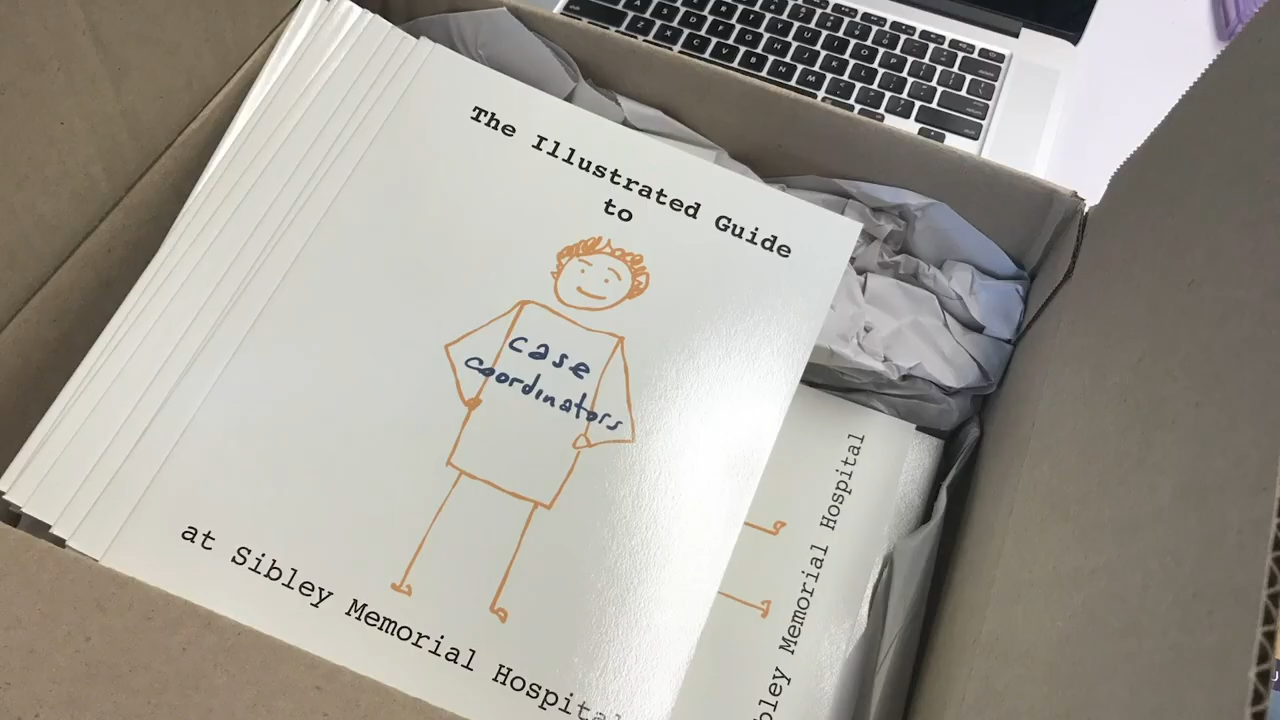 The Illustrated Guide
to
case
coordinators
at Sibley Memorial Hospital
Memorial Hospital